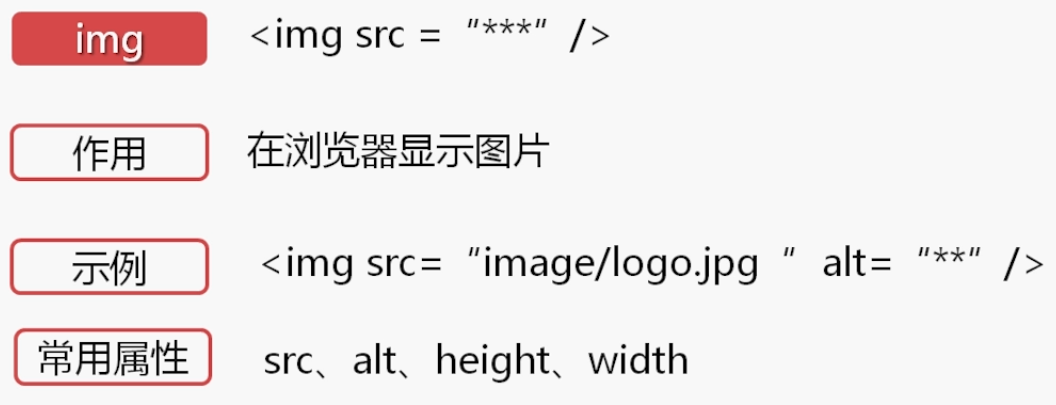 img <img src = "***" />
作用 在浏览器显示图片
示例 <img src= "image/logo.jpg " alt= "**" />
常用属性 src、alt、height、width